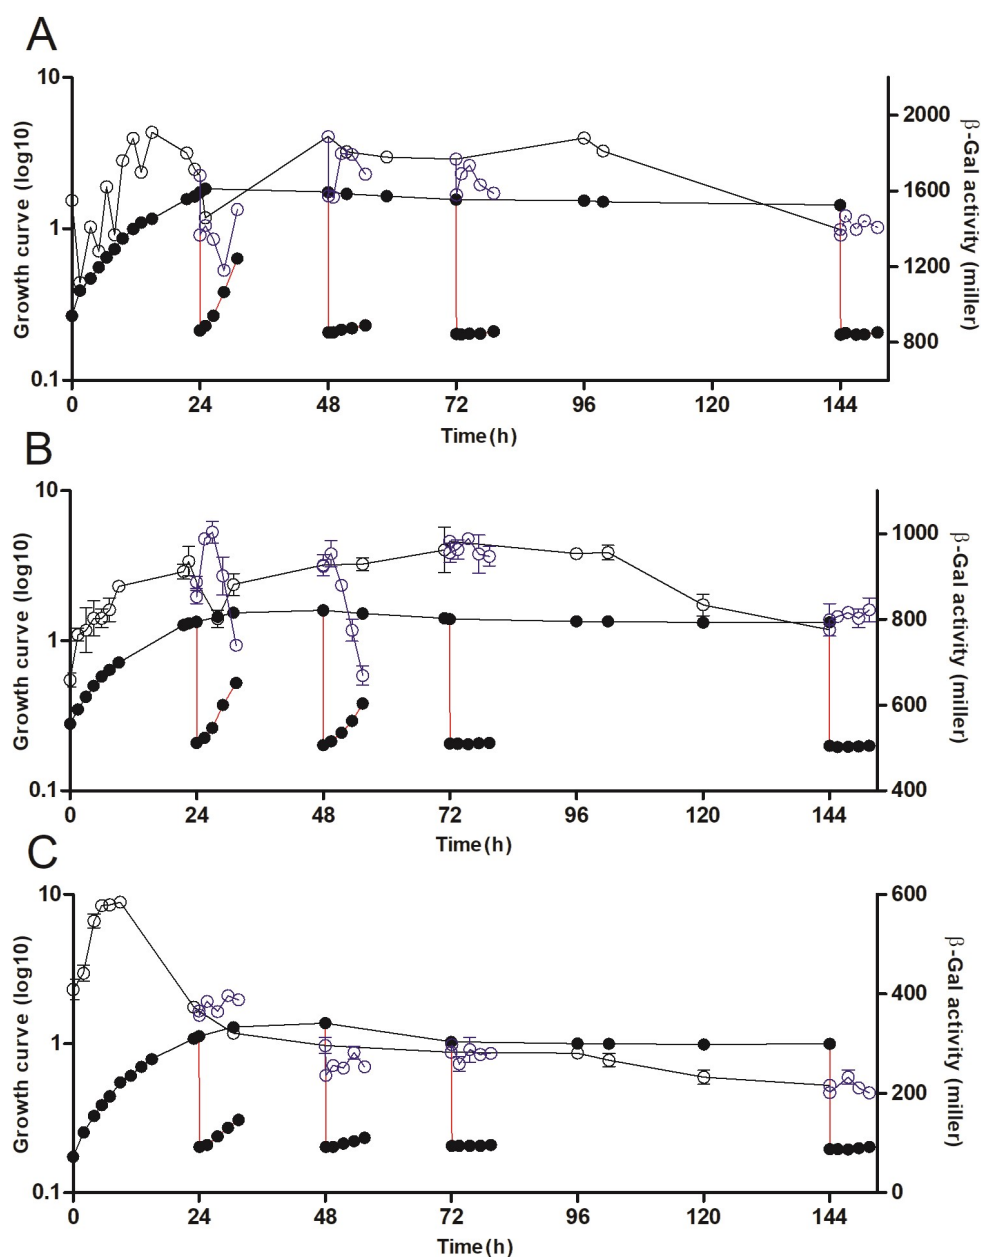 A
Growth curve (log10)
10
1
0.1
2000
1600
1200
800
β-Gal activity (miller)
0 24 48 72 96 120 144
Time (h)
B
Growth curve (log10)
10
1
0.1
1000
800
600
400
β-Gal activity (miller)
0 24 48 72 96 120 144
Time (h)
C
Growth curve (log10)
10
1
0.1
600
400
200
0
β-Gal activity (miller)
0 24 48 72 96 120 144
Time (h)